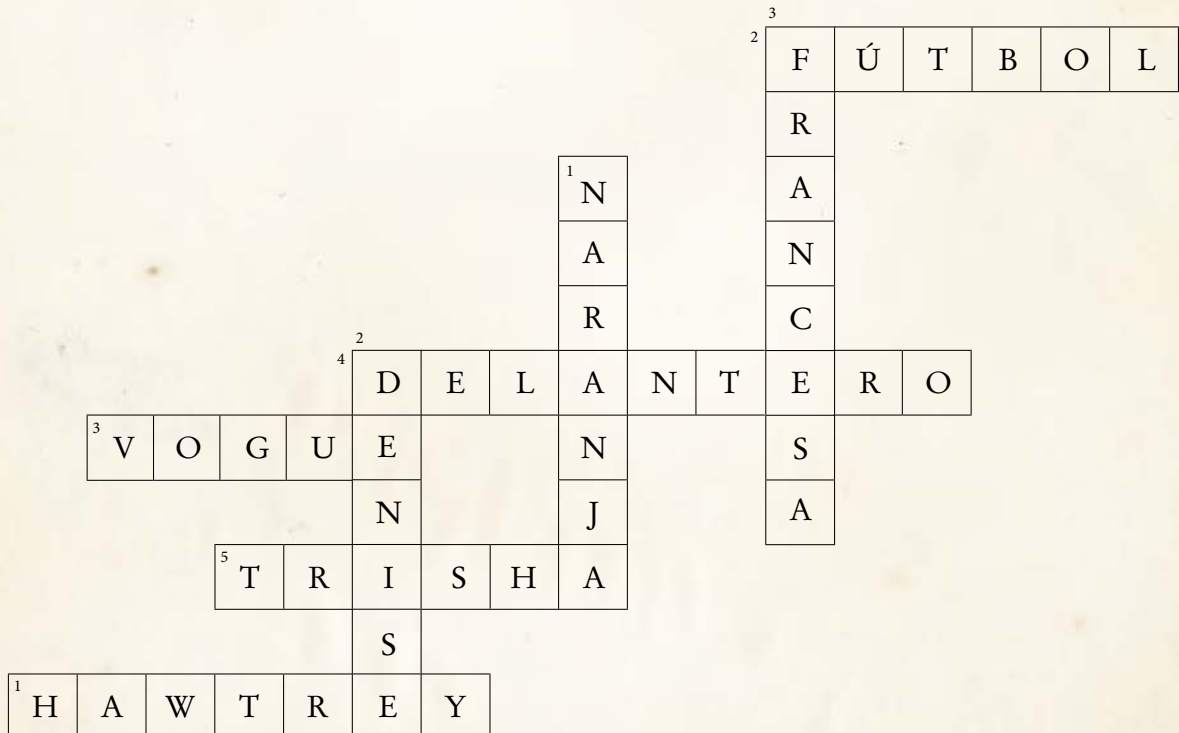 3
2 FÚTBOL
R
1 N A
A N
R C
2
4 DELANTERO
3 VOGUE N S
N J A
5 TRISHA
S
1 HAWTREY